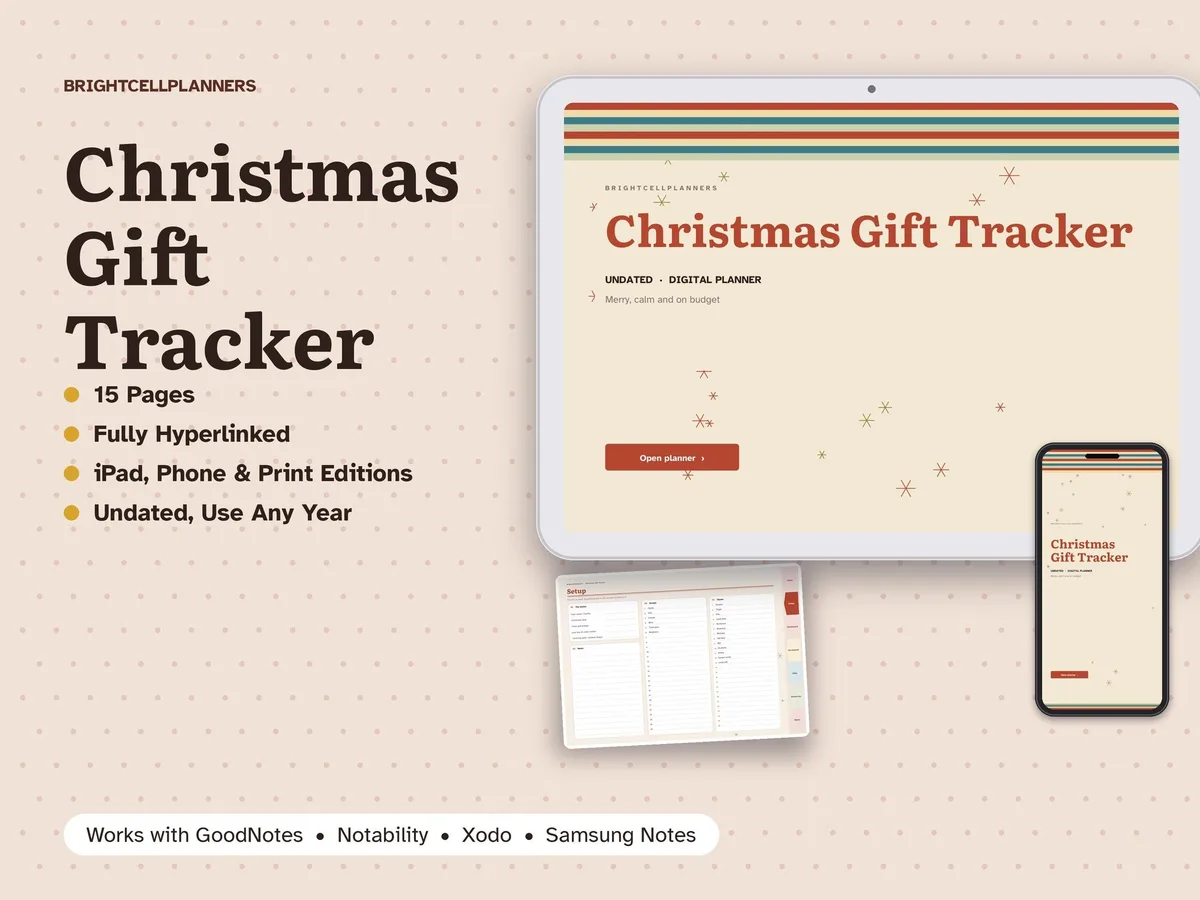 BRIGHTCELLPLANNERS
Christmas
Gift
Tracker
15 Pages
Fully Hyperlinked
iPad, Phone & Print Editions
Undated, Use Any Year
BRIGHTCELLPLANNERS
Christmas Gift Tracker
UNDATED · DIGITAL PLANNER
Merry, calm and on budget
Open planner ›
Setup
Christmas
Gift Tracker
UNDATED · DIGITAL PLANNER
Works with GoodNotes • Notability • Xodo • Samsung Notes